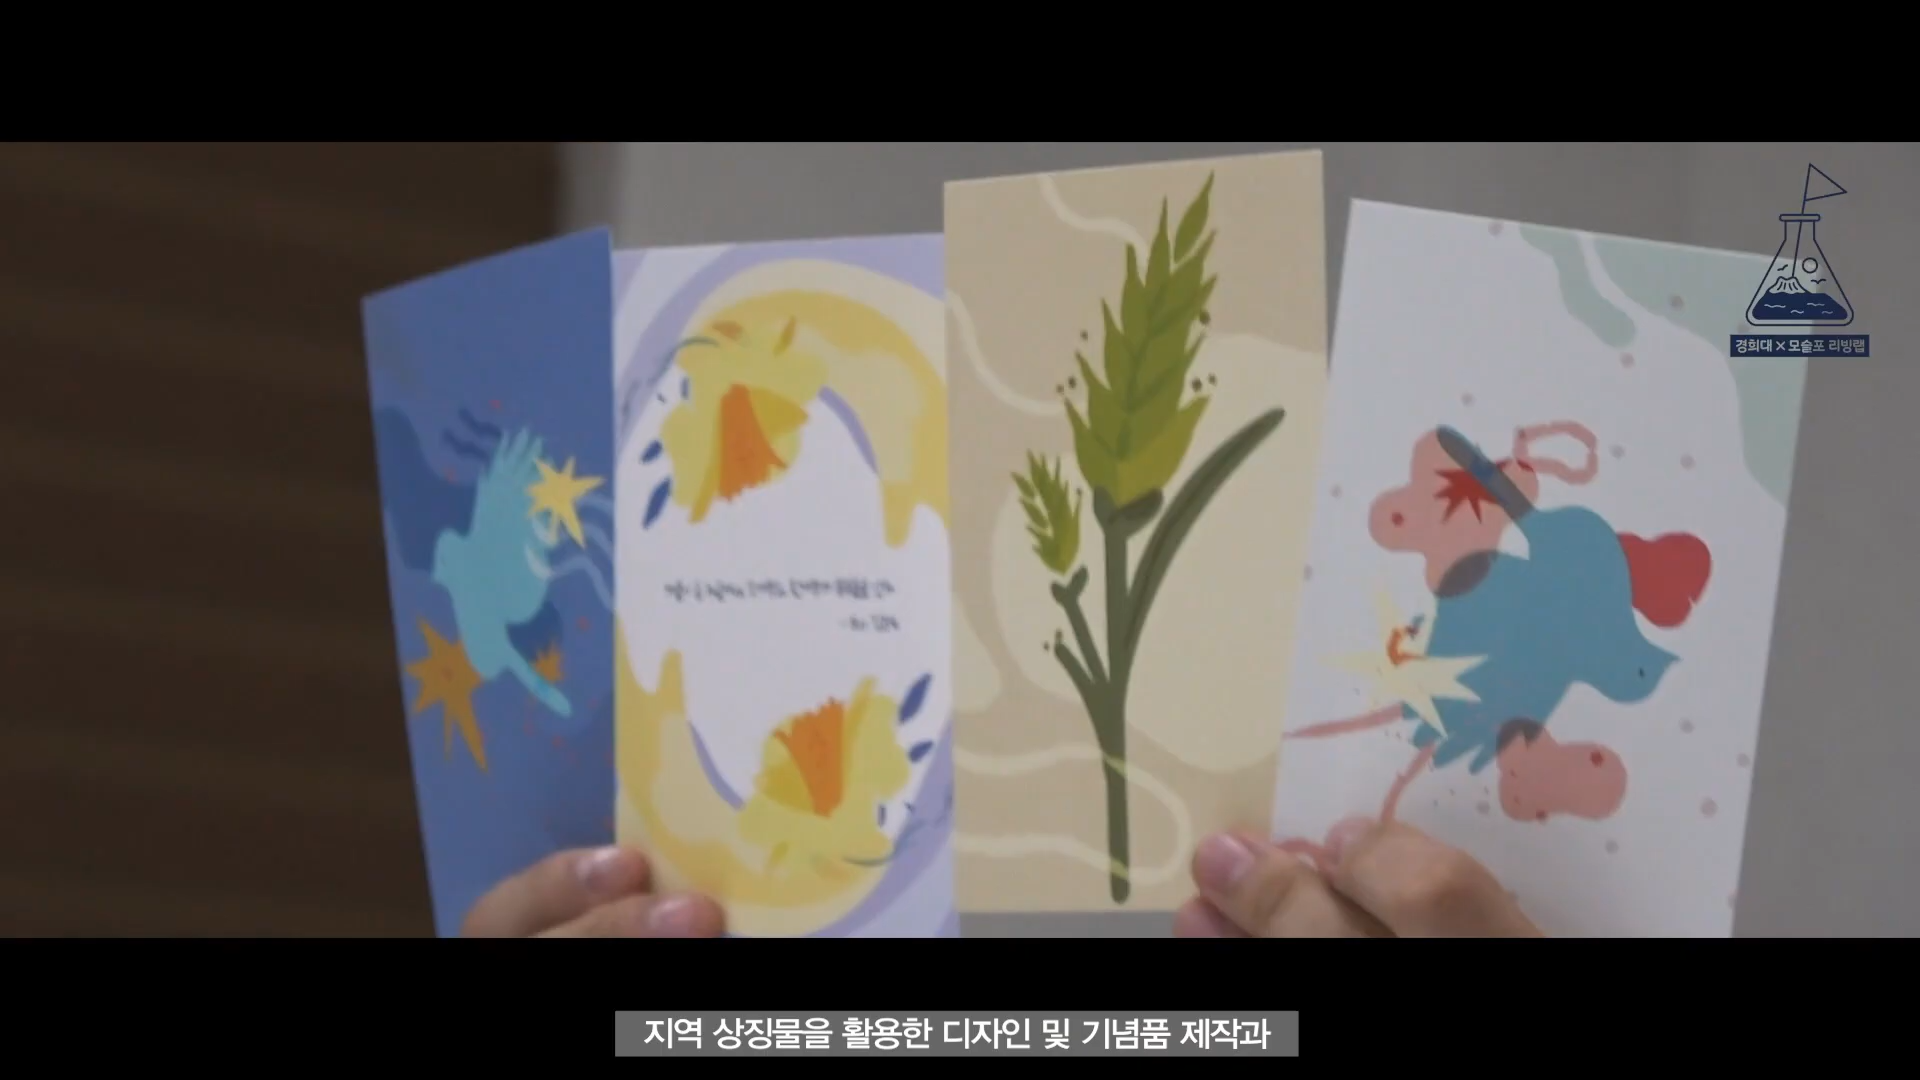 경희대 × 모슬포 리빙랩
지역 상징물을 활용한 디자인 및 기념품 제작과